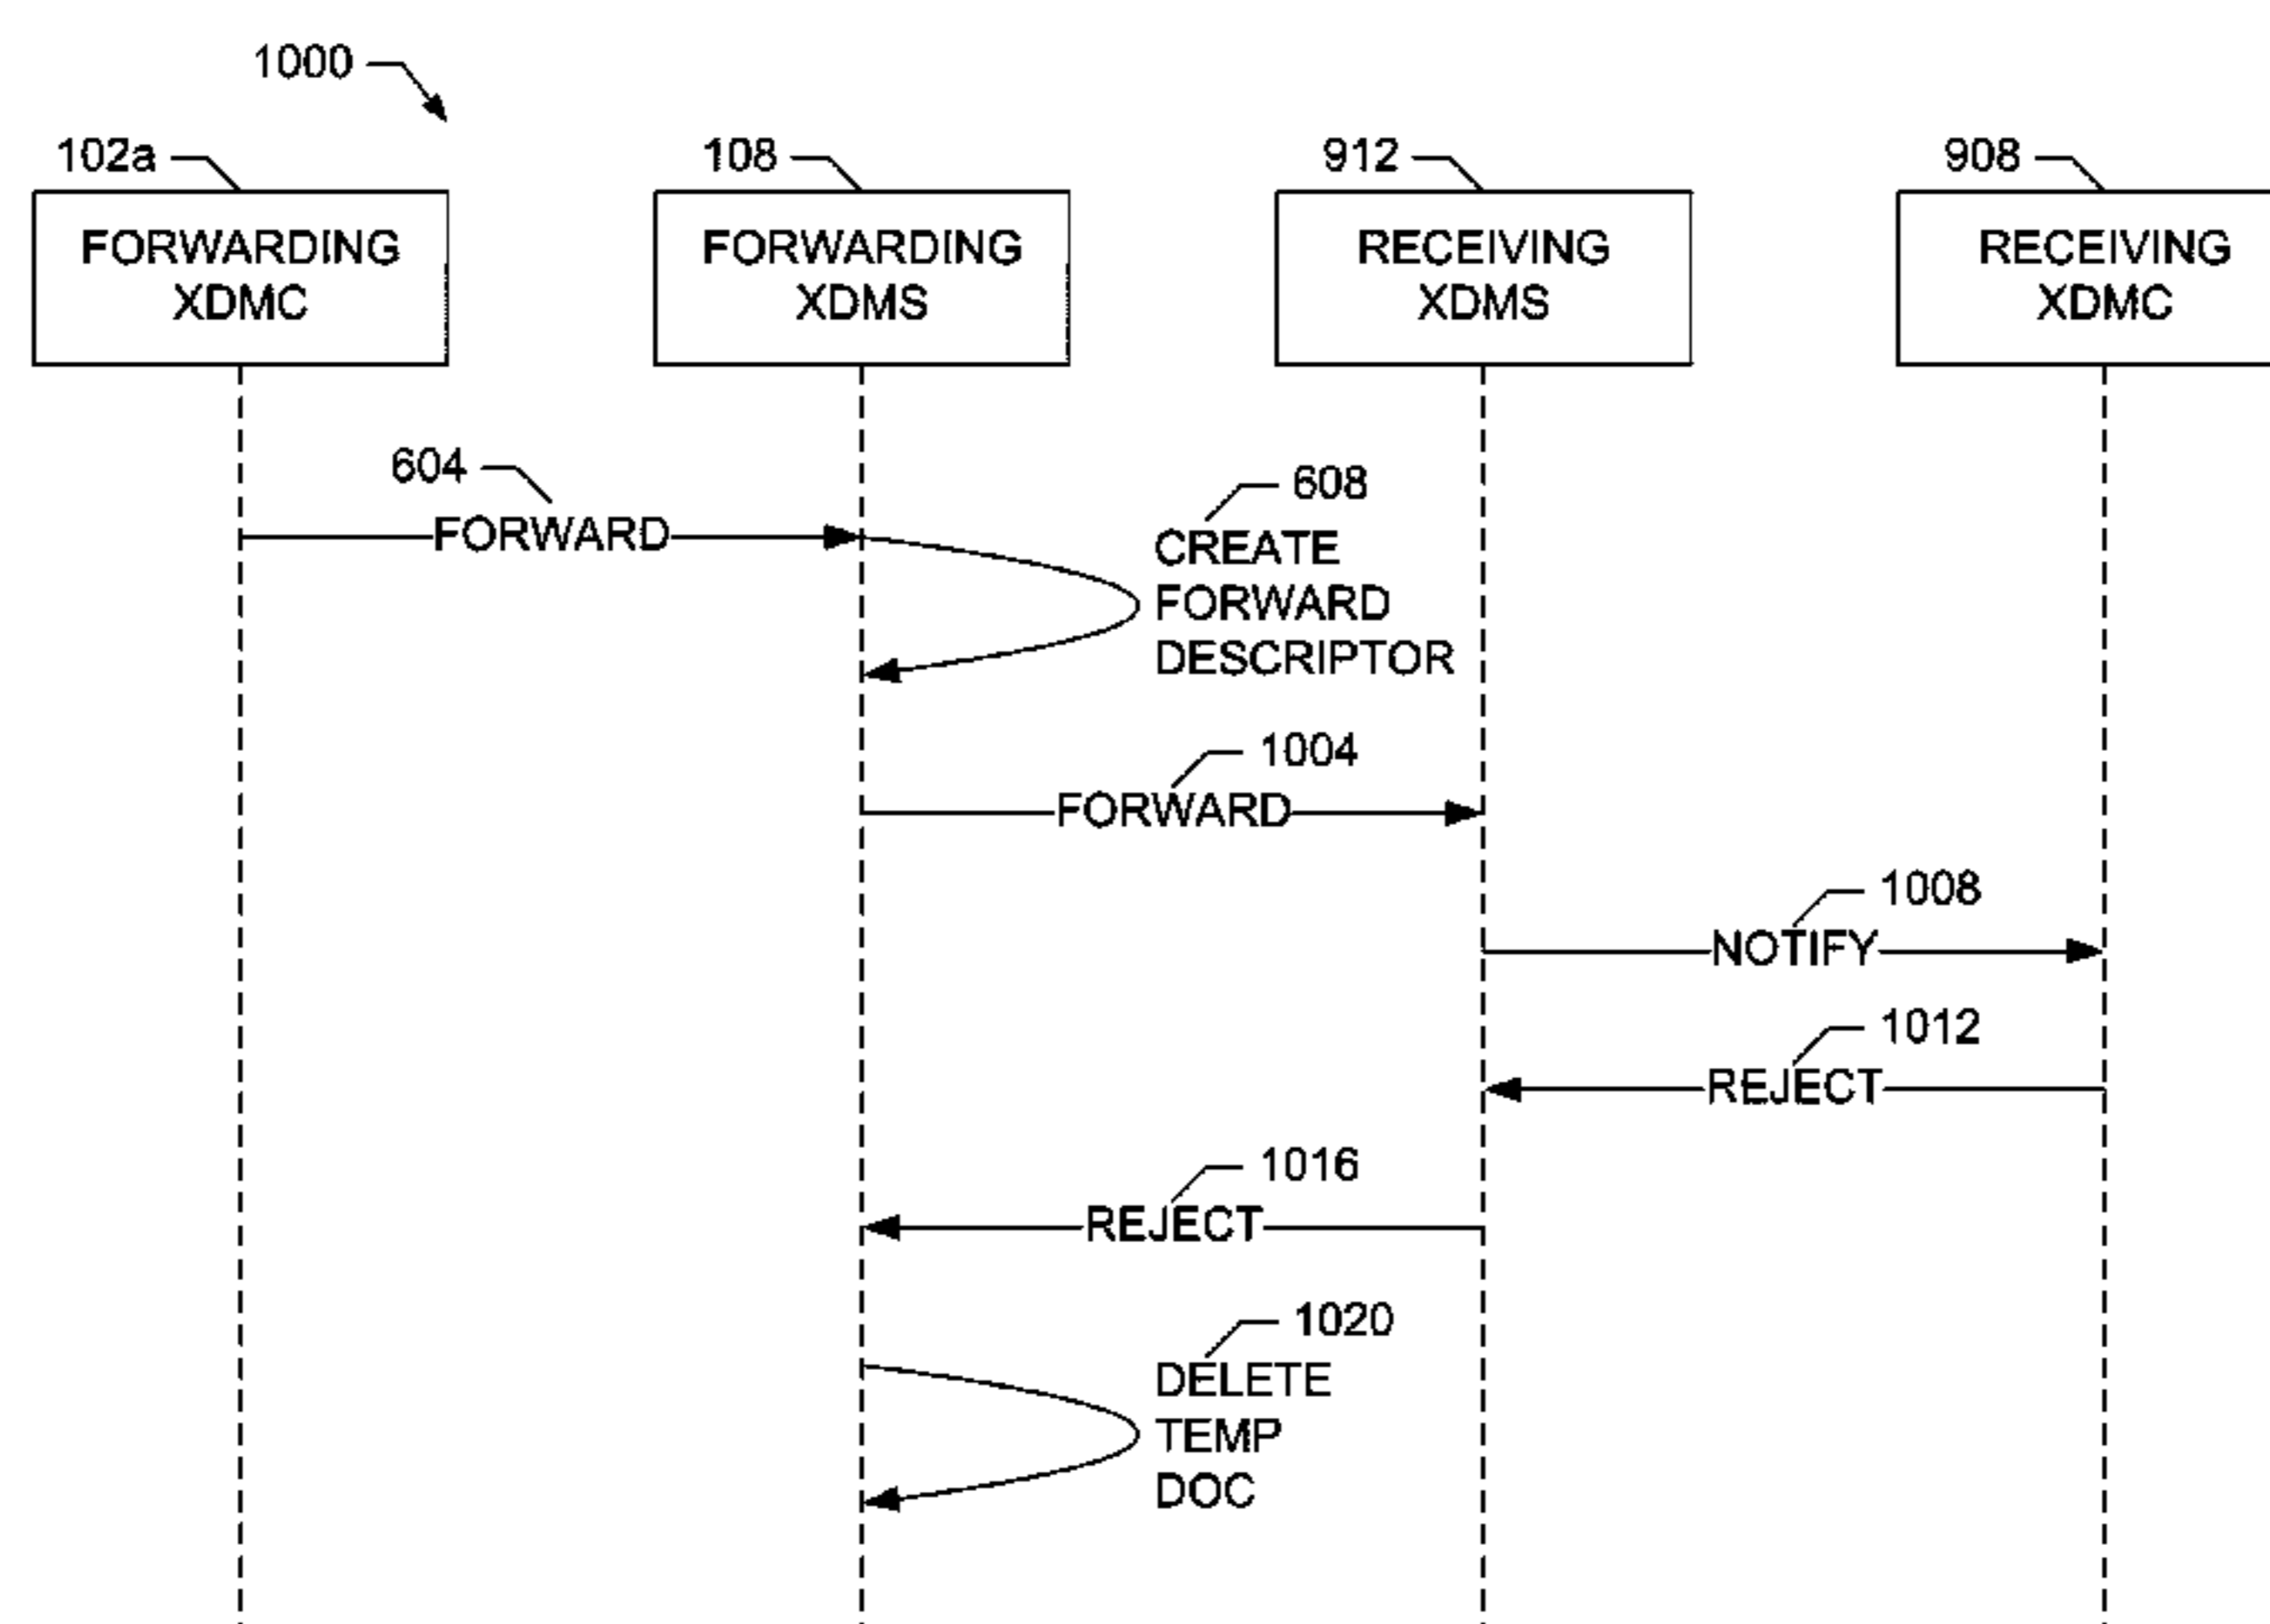 1000
102a
108
912
908
FORWARDING
XDMC
FORWARDING
XDMS
RECEIVING
XDMS
RECEIVING
XDMC
604
FORWARD
608
CREATE
FORWARD
DESCRIPTOR
1004
FORWARD
1008
NOTIFY
1012
REJECT
1016
REJECT
1020
DELETE
TEMP
DOC